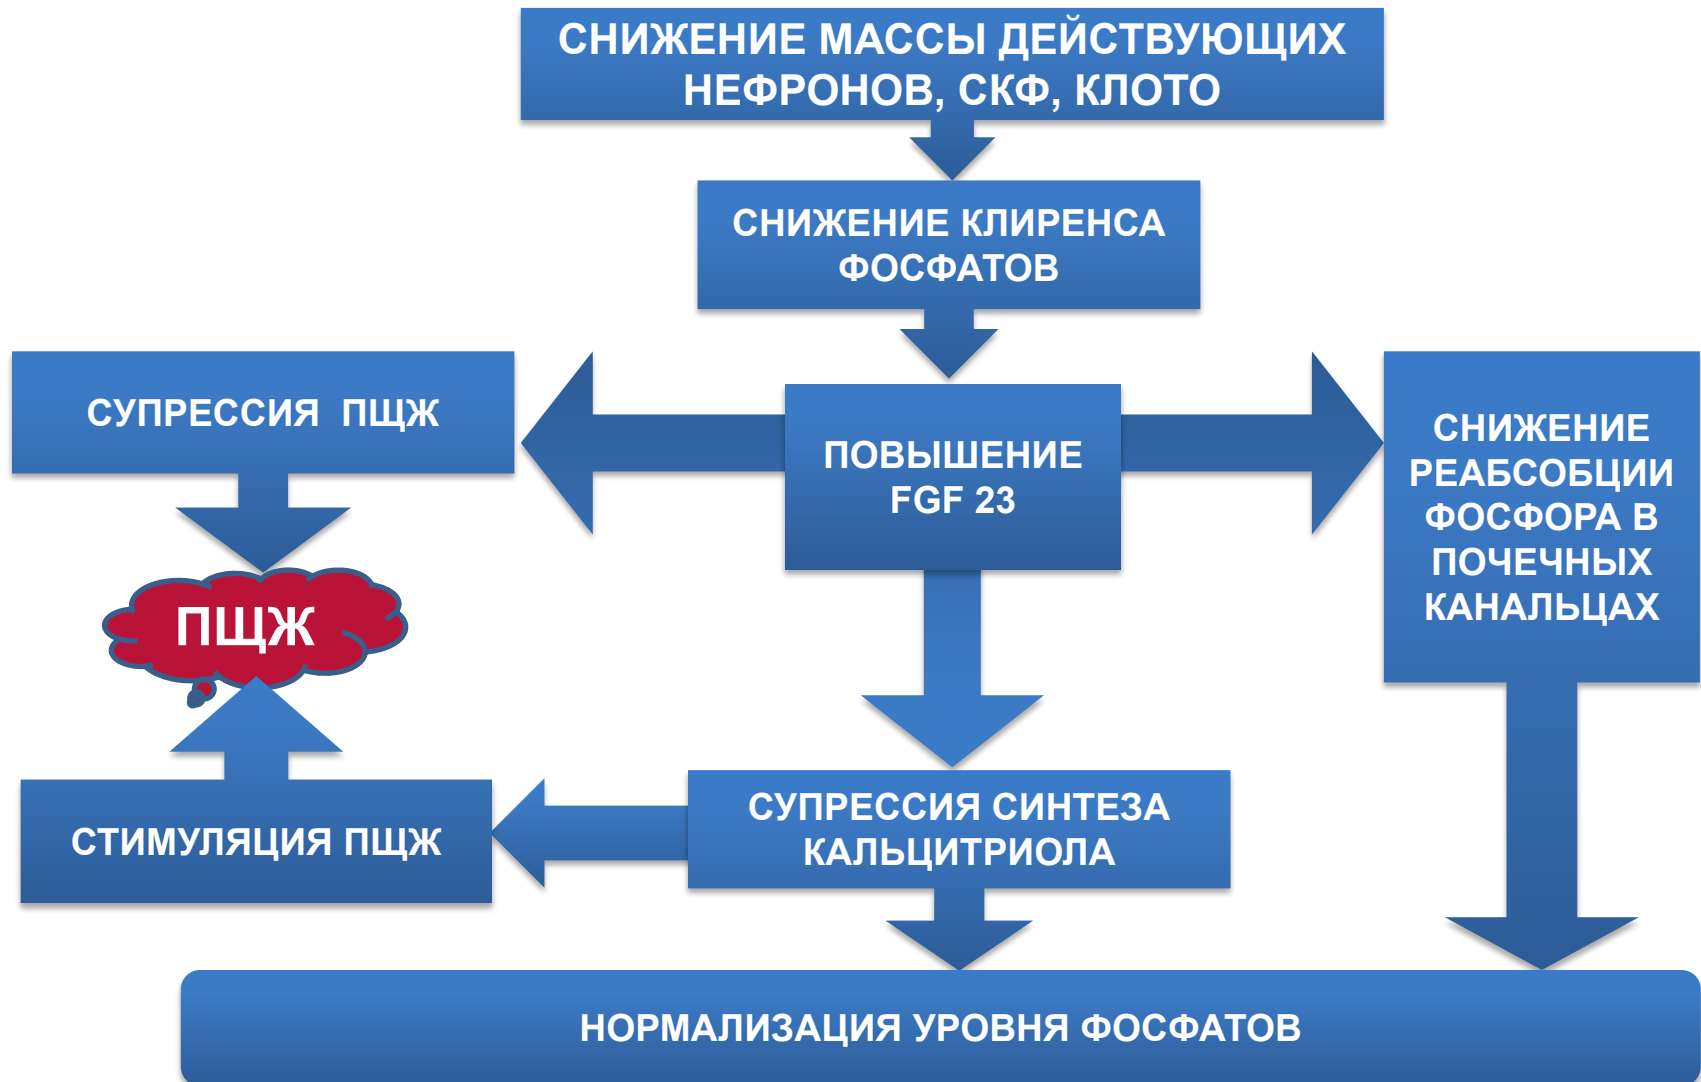 СНИЖЕНИЕ МАССЫ ДЕЙСТВУЮЩИХ
НЕФРОНОВ, СКФ, КЛОТО
СНИЖЕНИЕ КЛИРЕНСА
ФОСФАТОВ
СУПРЕССИЯ ПЩЖ
ПОВЫШЕНИЕ
FGF 23
СНИЖЕНИЕ
РЕАБСОБЦИИ
ФОСФОРА В
ПОЧЕЧНЫХ
КАНАЛЬЦАХ
ПЩЖ
СТИМУЛЯЦИЯ ПЩЖ
СУПРЕССИЯ СИНТЕЗА
КАЛЬЦИТРИОЛА
НОРМАЛИЗАЦИЯ УРОВНЯ ФОСФАТОВ